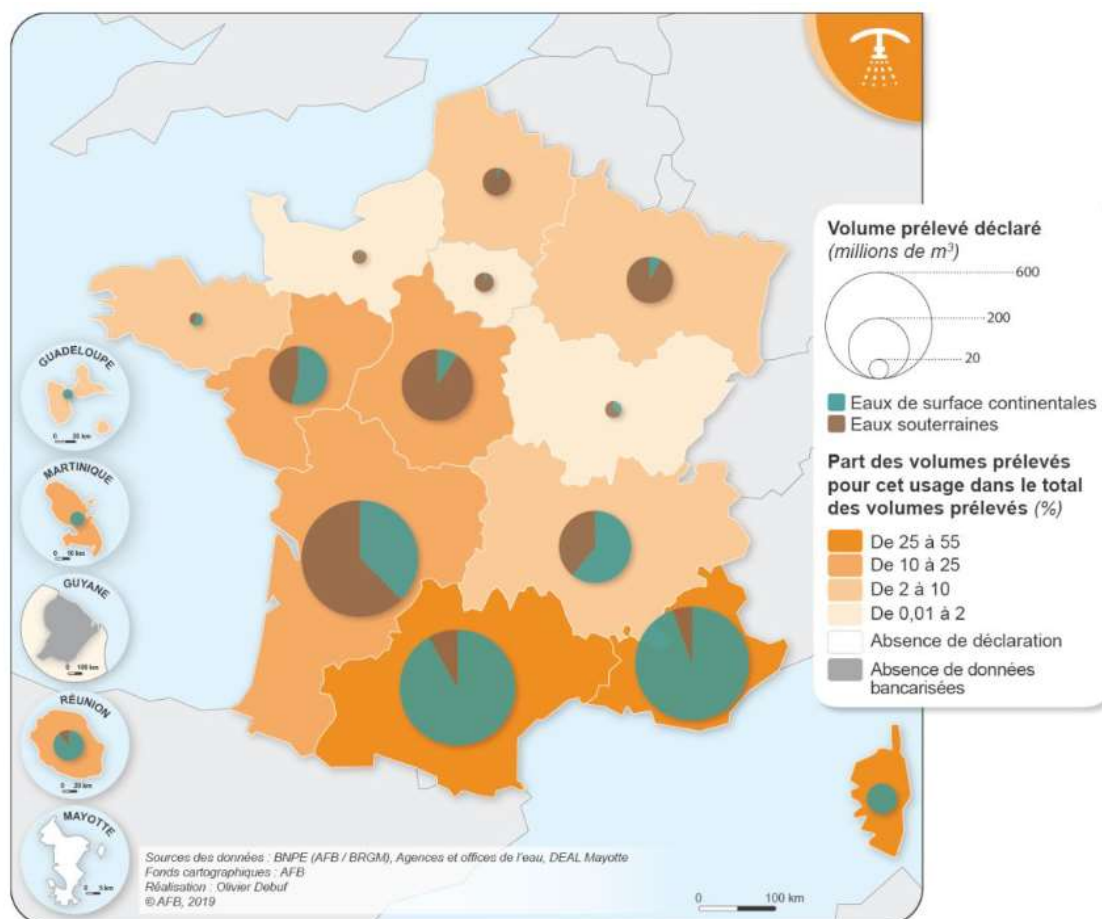 Volume prélevé déclaré
(millions de m³)
600
200
20
Eaux de surface continentales
Eaux souterraines
Part des volumes prélevés
pour cet usage dans le total
des volumes prélevés (%)
De 25 à 55
De 10 à 25
De 2 à 10
De 0,01 à 2
Absence de déclaration
Absence de données
bancarisées
GUADELOUPE
0 20 km
MARTINIQUE
0 10 km
GUYANE
0 100 km
RÉUNION
0 20 km
MAYOTTE
0 5 km
Sources des données : BNPE (AFB / BRGM), Agences et offices de l'eau, DEAL Mayotte
Fonds cartographiques : AFB
Réalisation : Olivier Debuf
© AFB, 2019
0 100 km